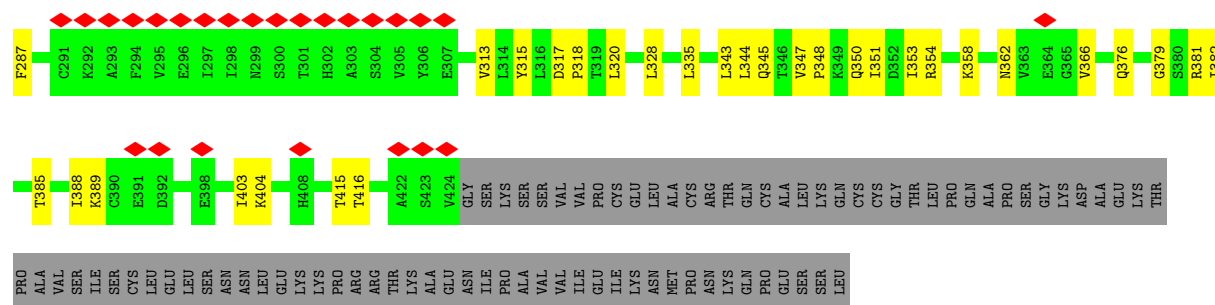 F287 C291 K292 A293 F294 V295 E296 I297 I298 N299 S300 T301 H302 A303 S304 V305 Y306 E307 V313 L314 Y315 L316 D317 P318 T319 L320 L328 L335 L343 L344 Q345 T346 V347 P348 K349 Q350 I351 D352 I353 R354 K358 N362 V363 E364 G365 V366 Q376 G379 S380 R381 I382
T385 I388 K389 C390 E391 D392 E398 I403 K404 H408 T415 T416 A422 S423 V424 GLY SER LYS SER SER VAL VAL PRO CYS GLU LEU ALA CYS ARG THR GLN CYS ALA LEU LYS GLN CYS CYS GLY THR LEU PRO GLN ALA PRO SER GLY LYS ASP ALA GLU LYS THR
PRO ALA VAL SER ILE SER CYS LEU GLU LEU SER ASN ASN LEU GLU LYS LYS PRO ARG ARG THR LYS ALA GLU ASN ILE PRO ALA VAL VAL ILE GLU ILE LYS ASN MET PRO ASN LYS GLN PRO GLU SER SER LEU